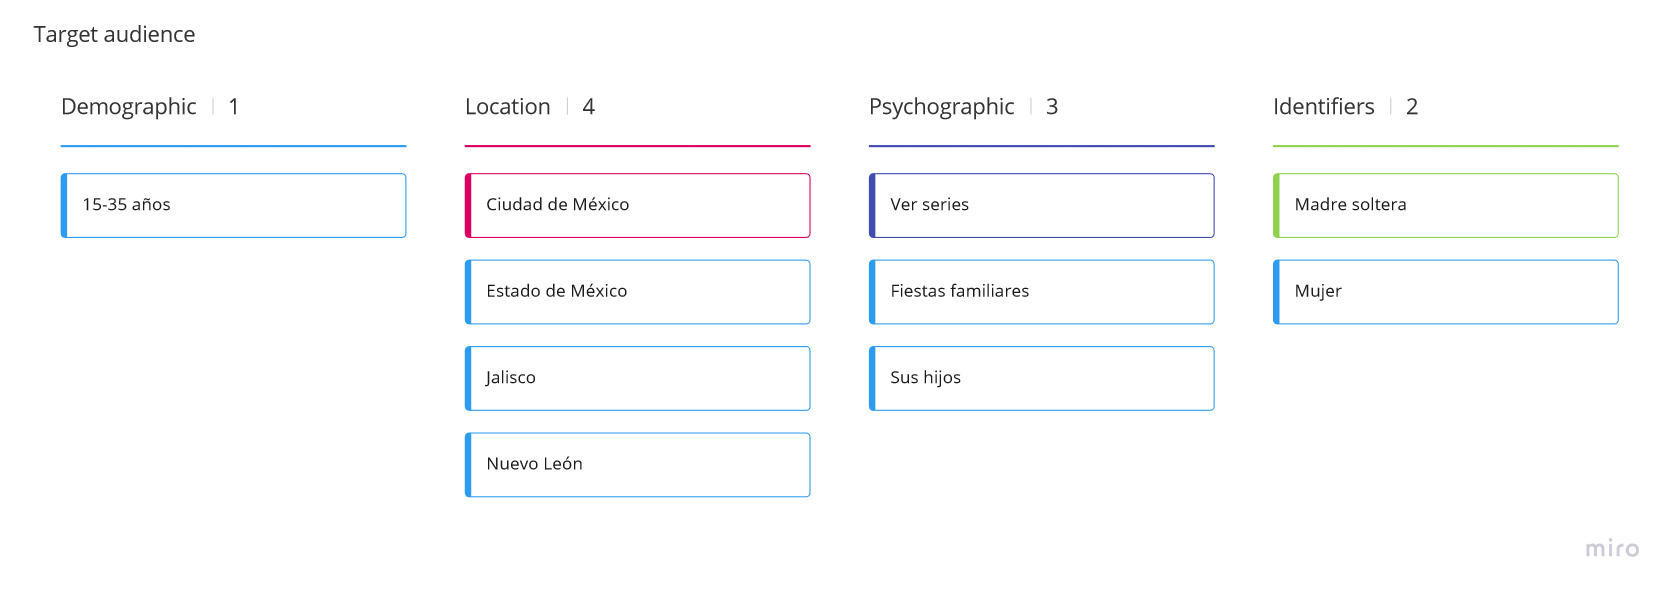 Target audience
Demographic | 1
15-35 años
Location | 4
Ciudad de México
Estado de México
Jalisco
Nuevo León
Psychographic | 3
Ver series
Fiestas familiares
Sus hijos
Identifiers | 2
Madre soltera
Mujer
miro